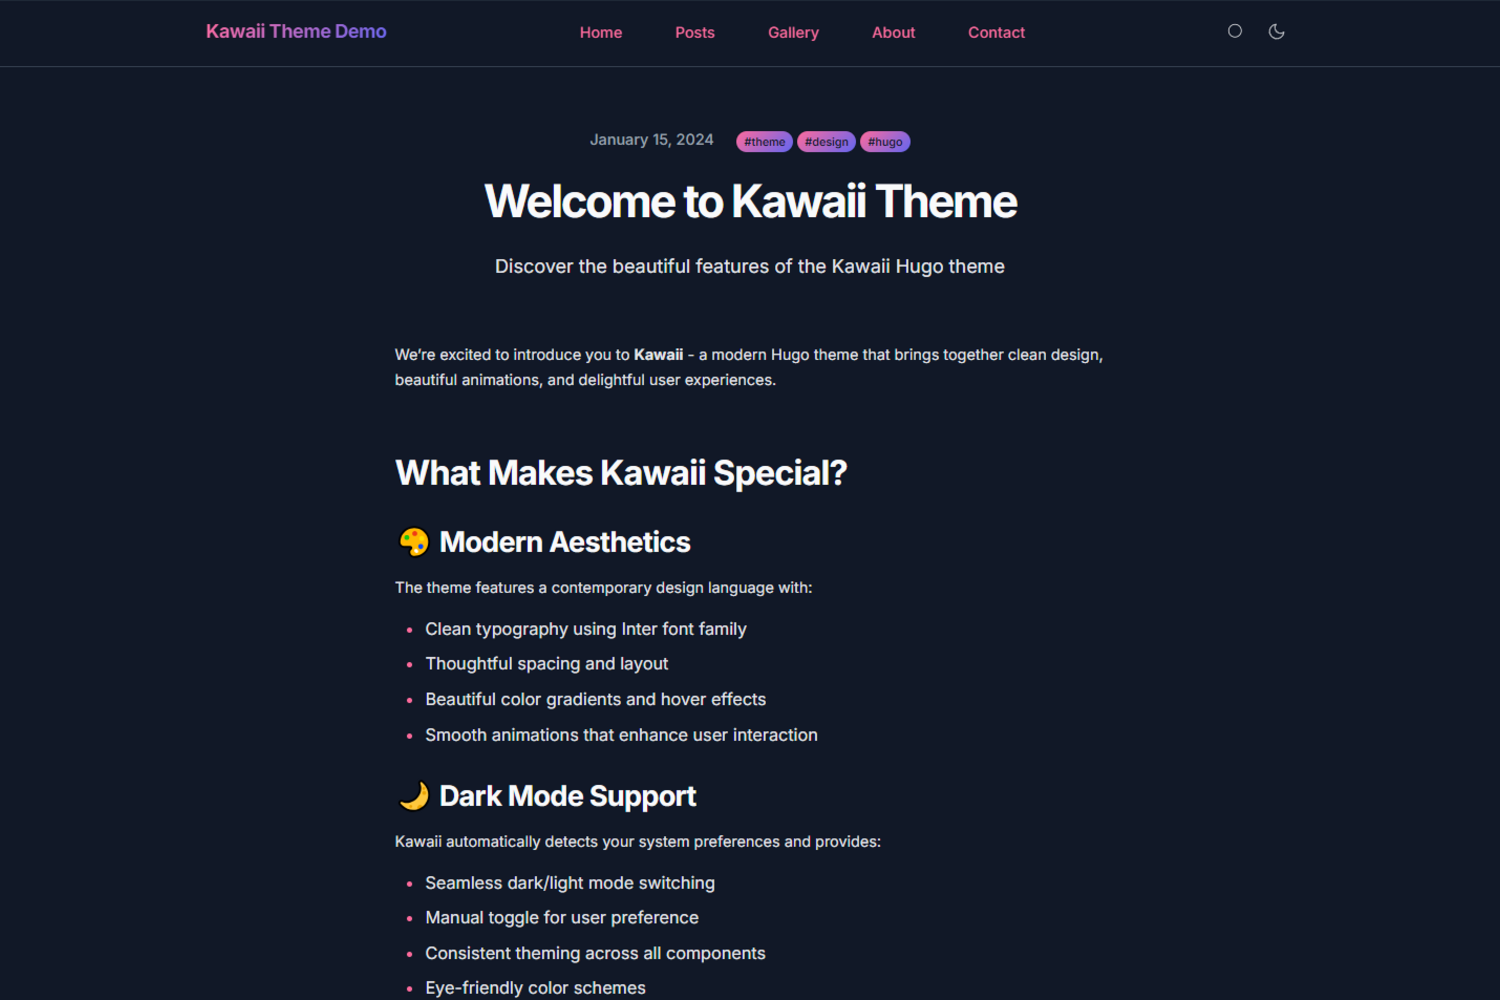 Kawaii Theme Demo
Home Posts Gallery About Contact
January 15, 2024 #theme #design #hugo
Welcome to Kawaii Theme
Discover the beautiful features of the Kawaii Hugo theme
We’re excited to introduce you to Kawaii - a modern Hugo theme that brings together clean design,
beautiful animations, and delightful user experiences.
What Makes Kawaii Special?
Modern Aesthetics
The theme features a contemporary design language with:
Clean typography using Inter font family
Thoughtful spacing and layout
Beautiful color gradients and hover effects
Smooth animations that enhance user interaction
Dark Mode Support
Kawaii automatically detects your system preferences and provides:
Seamless dark/light mode switching
Manual toggle for user preference
Consistent theming across all components
Eye-friendly color schemes